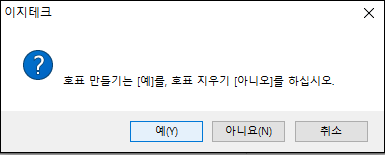 이지테크
호표 만들기는 [예]를, 호표 지우기 [아니오]를 하십시오.
예(Y)
아니요(N)
취소